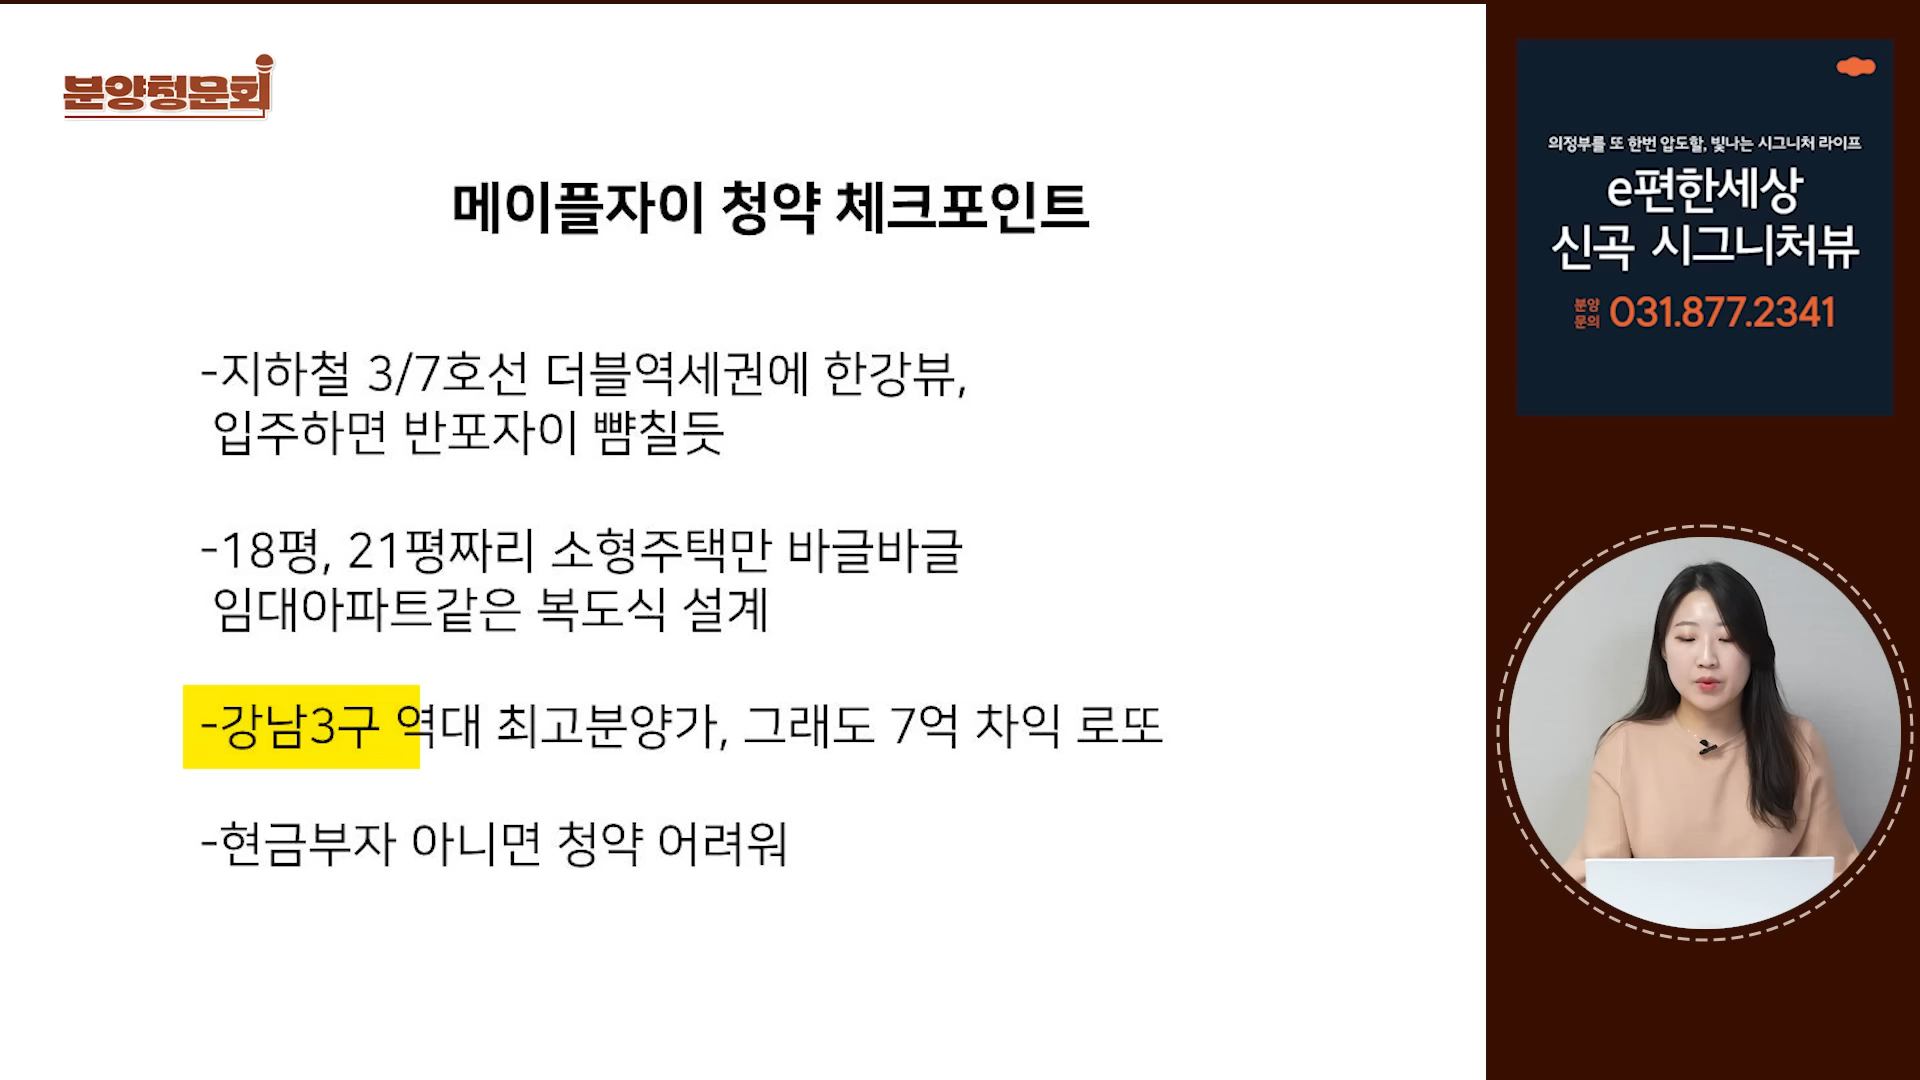 분양청문회
메이플자이 청약 체크포인트
-지하철 3/7호선 더블역세권에 한강뷰,
입주하면 반포자이 뺨칠듯
-18평, 21평짜리 소형주택만 바글바글
임대아파트같은 복도식 설계
-강남3구 역대 최고분양가, 그래도 7억 차익 로또
-현금부자 아니면 청약 어려워
의정부를 또 한번 압도할, 빛나는 시그니처 라이프
e편한세상
신곡 시그니처뷰
분양
문의 031.877.2341